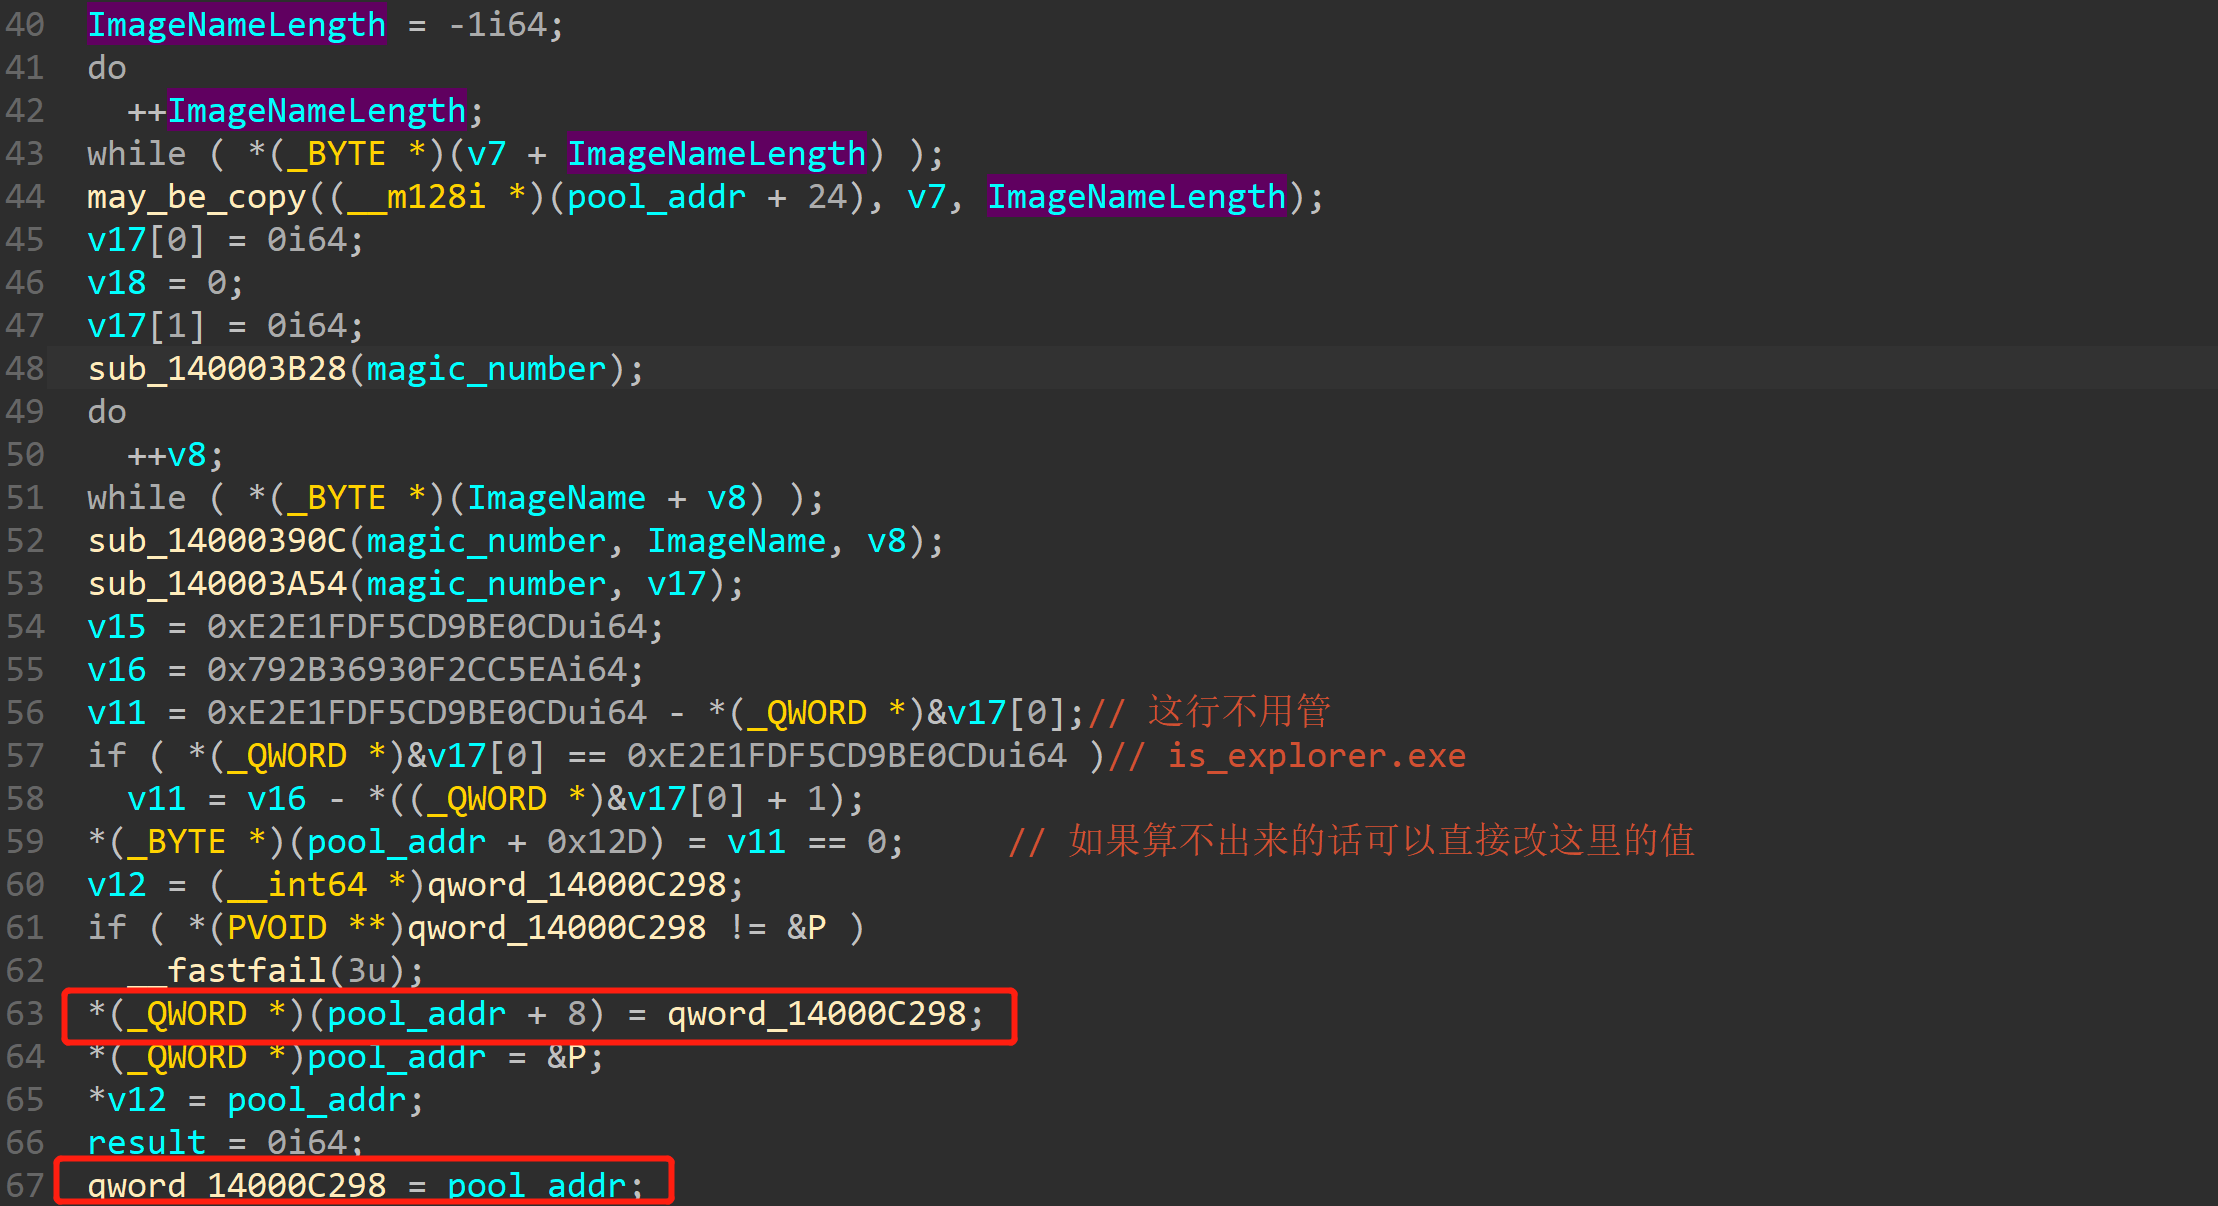 40 ImageNameLength = -1i64;
41 do
42 ++ImageNameLength;
43 while ( *(_BYTE *)(v7 + ImageNameLength) );
44 may_be_copy((__m128i *)(pool_addr + 24), v7, ImageNameLength);
45 v17[0] = 0i64;
46 v18 = 0;
47 v17[1] = 0i64;
48 sub_140003B28(magic_number);
49 do
50 ++v8;
51 while ( *(_BYTE *)(ImageName + v8) );
52 sub_14000390C(magic_number, ImageName, v8);
53 sub_140003A54(magic_number, v17);
54 v15 = 0xE2E1FDF5CD9BE0CDui64;
55 v16 = 0x792B36930F2CC5EAi64;
56 v11 = 0xE2E1FDF5CD9BE0CDui64 - *(_QWORD *)&v17[0];// 这行不用管
57 if ( *(_QWORD *)&v17[0] == 0xE2E1FDF5CD9BE0CDui64 )// is_explorer.exe
58 v11 = v16 - *((_QWORD *)&v17[0] + 1);
59 *(_BYTE *)(pool_addr + 0x12D) = v11 == 0; // 如果算不出来的话可以直接改这里的值
60 v12 = (__int64 *)qword_14000C298;
61 if ( *(PVOID **)qword_14000C298 != &P )
62 __fastfail(3u);
63 *(_QWORD *)(pool_addr + 8) = qword_14000C298;
64 *(_QWORD *)pool_addr = &P;
65 *v12 = pool_addr;
66 result = 0i64;
67 qword_14000C298 = pool_addr;